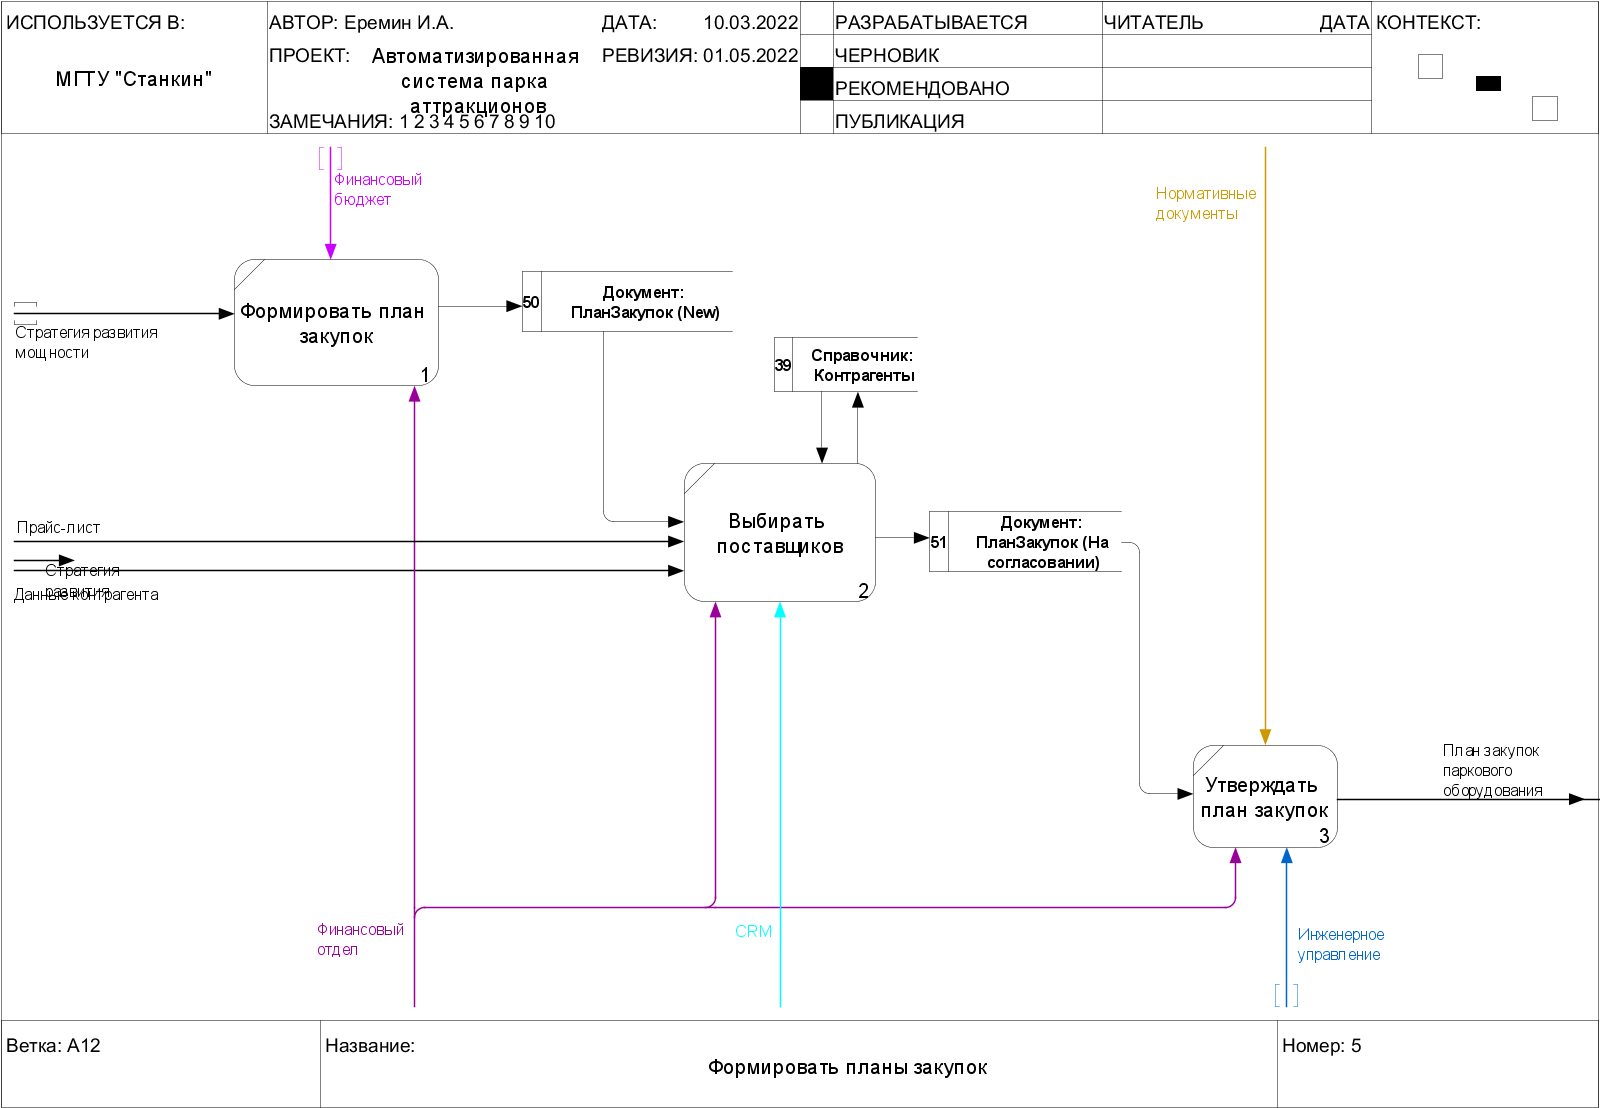 ИСПОЛЬЗУЕТСЯ В:
МГТУ "Станкин"
АВТОР: Еремин И.А.
ДАТА: 10.03.2022
ПРОЕКТ: Автоматизированная
система парка
аттракционов
РЕВИЗИЯ: 01.05.2022
ЗАМЕЧАНИЯ: 1 2 3 4 5 6 7 8 9 10
РАЗРАБАТЫВАЕТСЯ
ЧЕРНОВИК
РЕКОМЕНДОВАНО
ПУБЛИКАЦИЯ
ЧИТАТЕЛЬ ДАТА
КОНТЕКСТ:
Финансовый
бюджет
Нормативные
документы
Формировать план
закупок
1
50
Документ:
ПланЗакупок (New)
Стратегия развития
мощности
39
Справочник:
Контрагенты
Прайс-лист
Стратегия
развития
Данные контрагента
Выбирать
поставщиков
2
51
Документ:
ПланЗакупок (На
согласовании)
Утверждать
план закупок
3
План закупок
паркового
оборудования
Финансовый
отдел
CRM
Инженерное
управление
Ветка: A12
Название:
Формировать планы закупок
Номер: 5